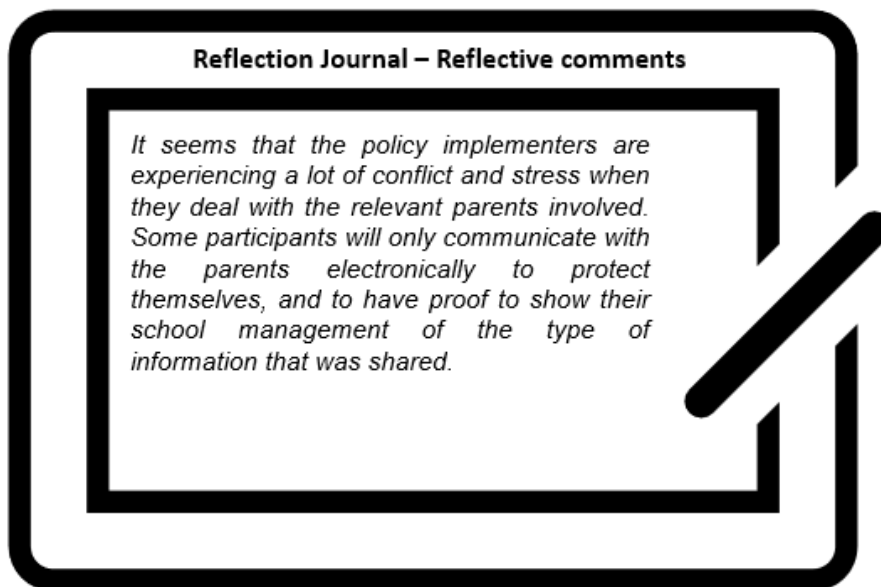 Reflection Journal – Reflective comments
It seems that the policy implementers are
experiencing a lot of conflict and stress when
they deal with the relevant parents involved.
Some participants will only communicate with
the parents electronically to protect
themselves, and to have proof to show their
school management of the type of
information that was shared.